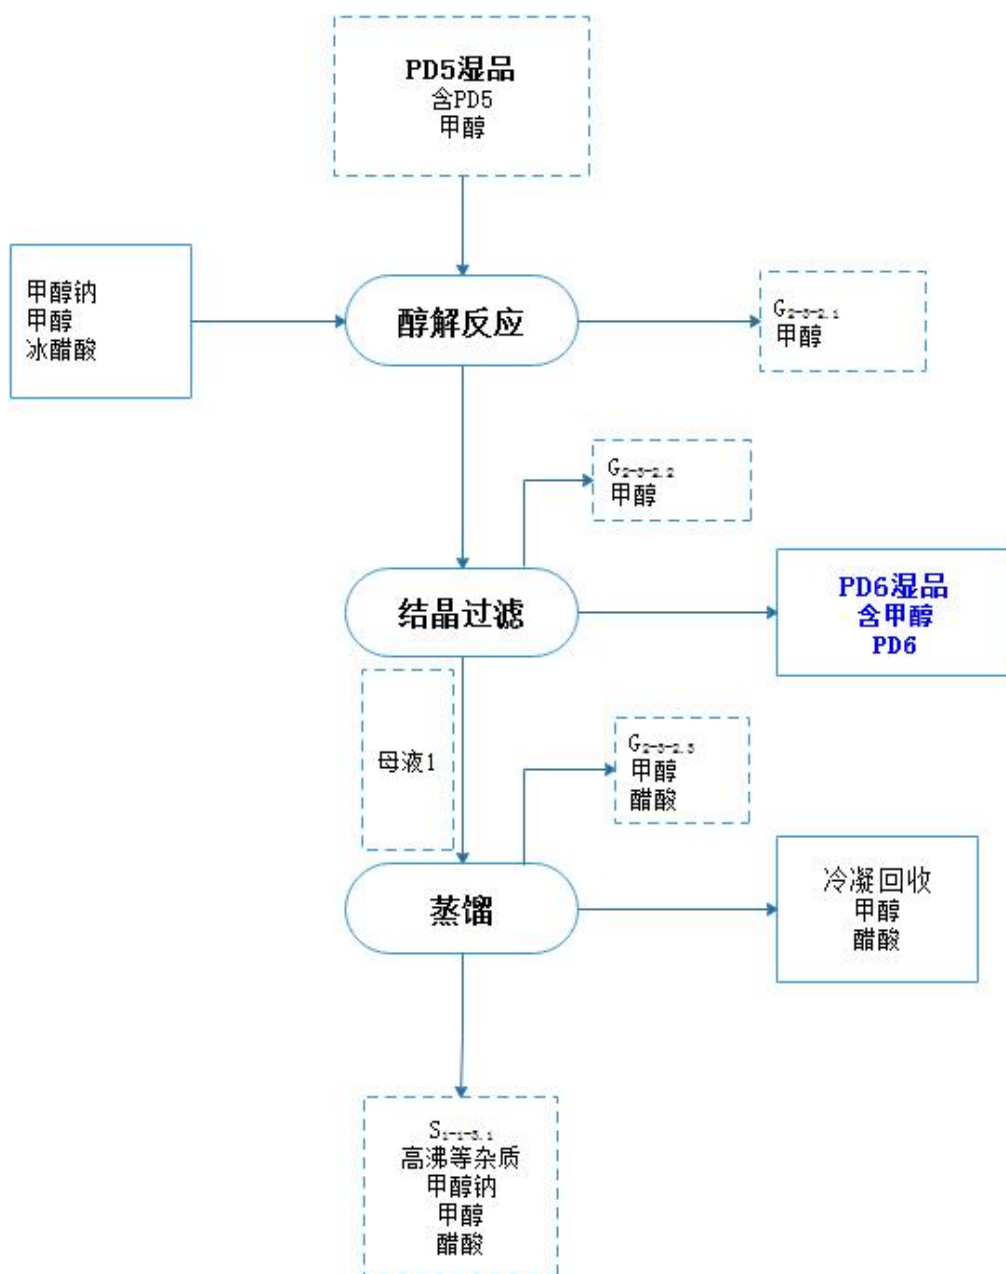 PD5湿品
含PD5
甲醇
甲醇钠
甲醇
冰醋酸
醇解反应
G2-3-2.1
甲醇
G2-3-2.2
甲醇
结晶过滤
PD6湿品
含甲醇
PD6
母液1
G2-3-2.3
甲醇
醋酸
蒸馏
冷凝回收
甲醇
醋酸
S1-1-3.1
高沸等杂质
甲醇钠
甲醇
醋酸